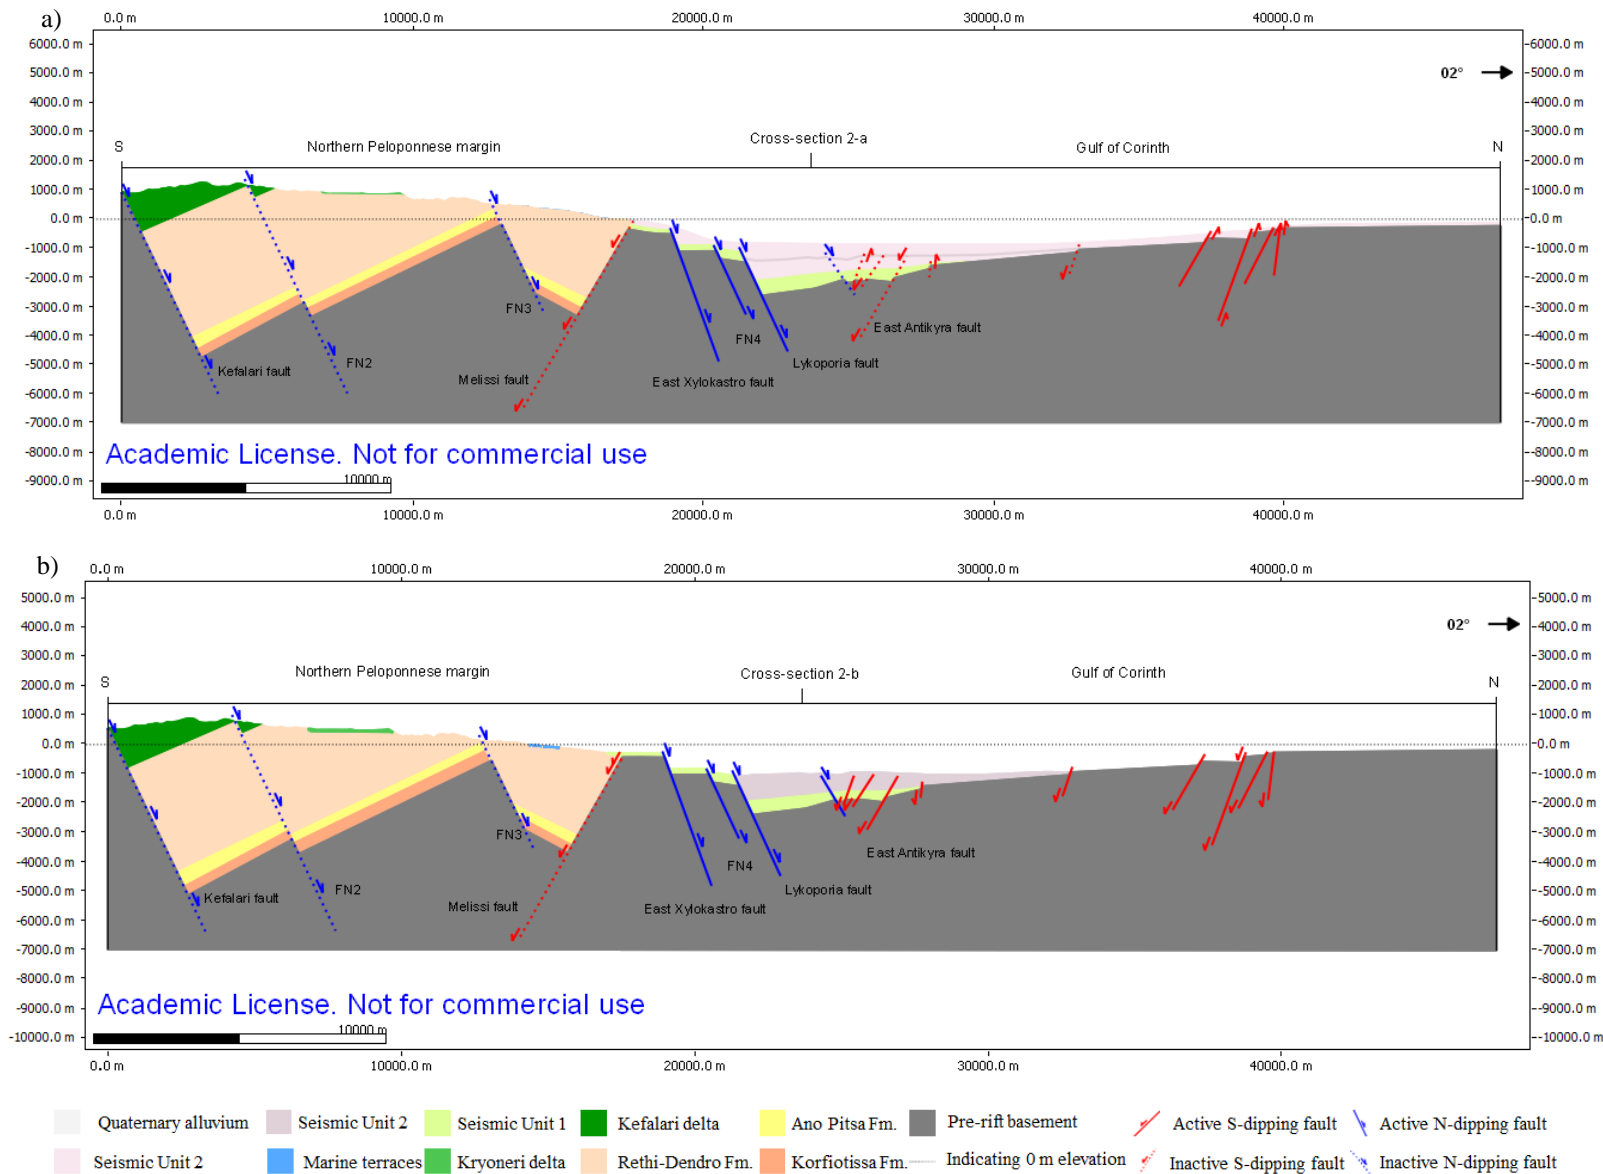 a)
0.0 m 10000.0 m 20000.0 m 30000.0 m 40000.0 m
6000.0 m 6000.0 m
02°
5000.0 m 5000.0 m
4000.0 m 4000.0 m
3000.0 m 3000.0 m
Cross-section 2-a
S Northern Peloponnese margin Gulf of Corinth N
2000.0 m 2000.0 m
1000.0 m 1000.0 m
0.0 m 0.0 m
-1000.0 m -1000.0 m
-2000.0 m -2000.0 m
-3000.0 m -3000.0 m
FN3
East Antikyra fault
FN4
-4000.0 m -4000.0 m
FN2 Lykoporia fault
-5000.0 m -5000.0 m
Kefalari fault Melissi fault East Xylokastro fault
-6000.0 m -6000.0 m
-7000.0 m -7000.0 m
-8000.0 m -8000.0 m
Academic License. Not for commercial use
10000 m
-9000.0 m -9000.0 m
0.0 m 10000.0 m 20000.0 m 30000.0 m 40000.0 m
b)
0.0 m 10000.0 m 20000.0 m 30000.0 m 40000.0 m
5000.0 m 5000.0 m
02°
4000.0 m 4000.0 m
3000.0 m 3000.0 m
Northern Peloponnese margin Cross-section 2-b Gulf of Corinth
S N
2000.0 m 2000.0 m
1000.0 m 1000.0 m
0.0 m 0.0 m
-1000.0 m -1000.0 m
-2000.0 m -2000.0 m
-3000.0 m -3000.0 m
FN3
East Antikyra fault
-4000.0 m -4000.0 m
FN4
FN2 Lykoporia fault
-5000.0 m -5000.0 m
Kefalari fault
Melissi fault East Xylokastro fault
-6000.0 m -6000.0 m
-7000.0 m -7000.0 m
-8000.0 m -8000.0 m
Academic License. Not for commercial use
-9000.0 m -9000.0 m
10000 m
-10000.0 m -10000.0 m
0.0 m 10000.0 m 20000.0 m 30000.0 m 40000.0 m
Quaternary alluvium Seismic Unit 2 Seismic Unit 1 Kefalari delta Ano Pitsa Fm. Pre-rift basement Active S-dipping fault Active N-dipping fault
Seismic Unit 2 Marine terraces Kryoneri delta Rethi-Dendro Fm. Korfiotissa Fm. Indicating 0 m elevation Inactive S-dipping fault Inactive N-dipping fault